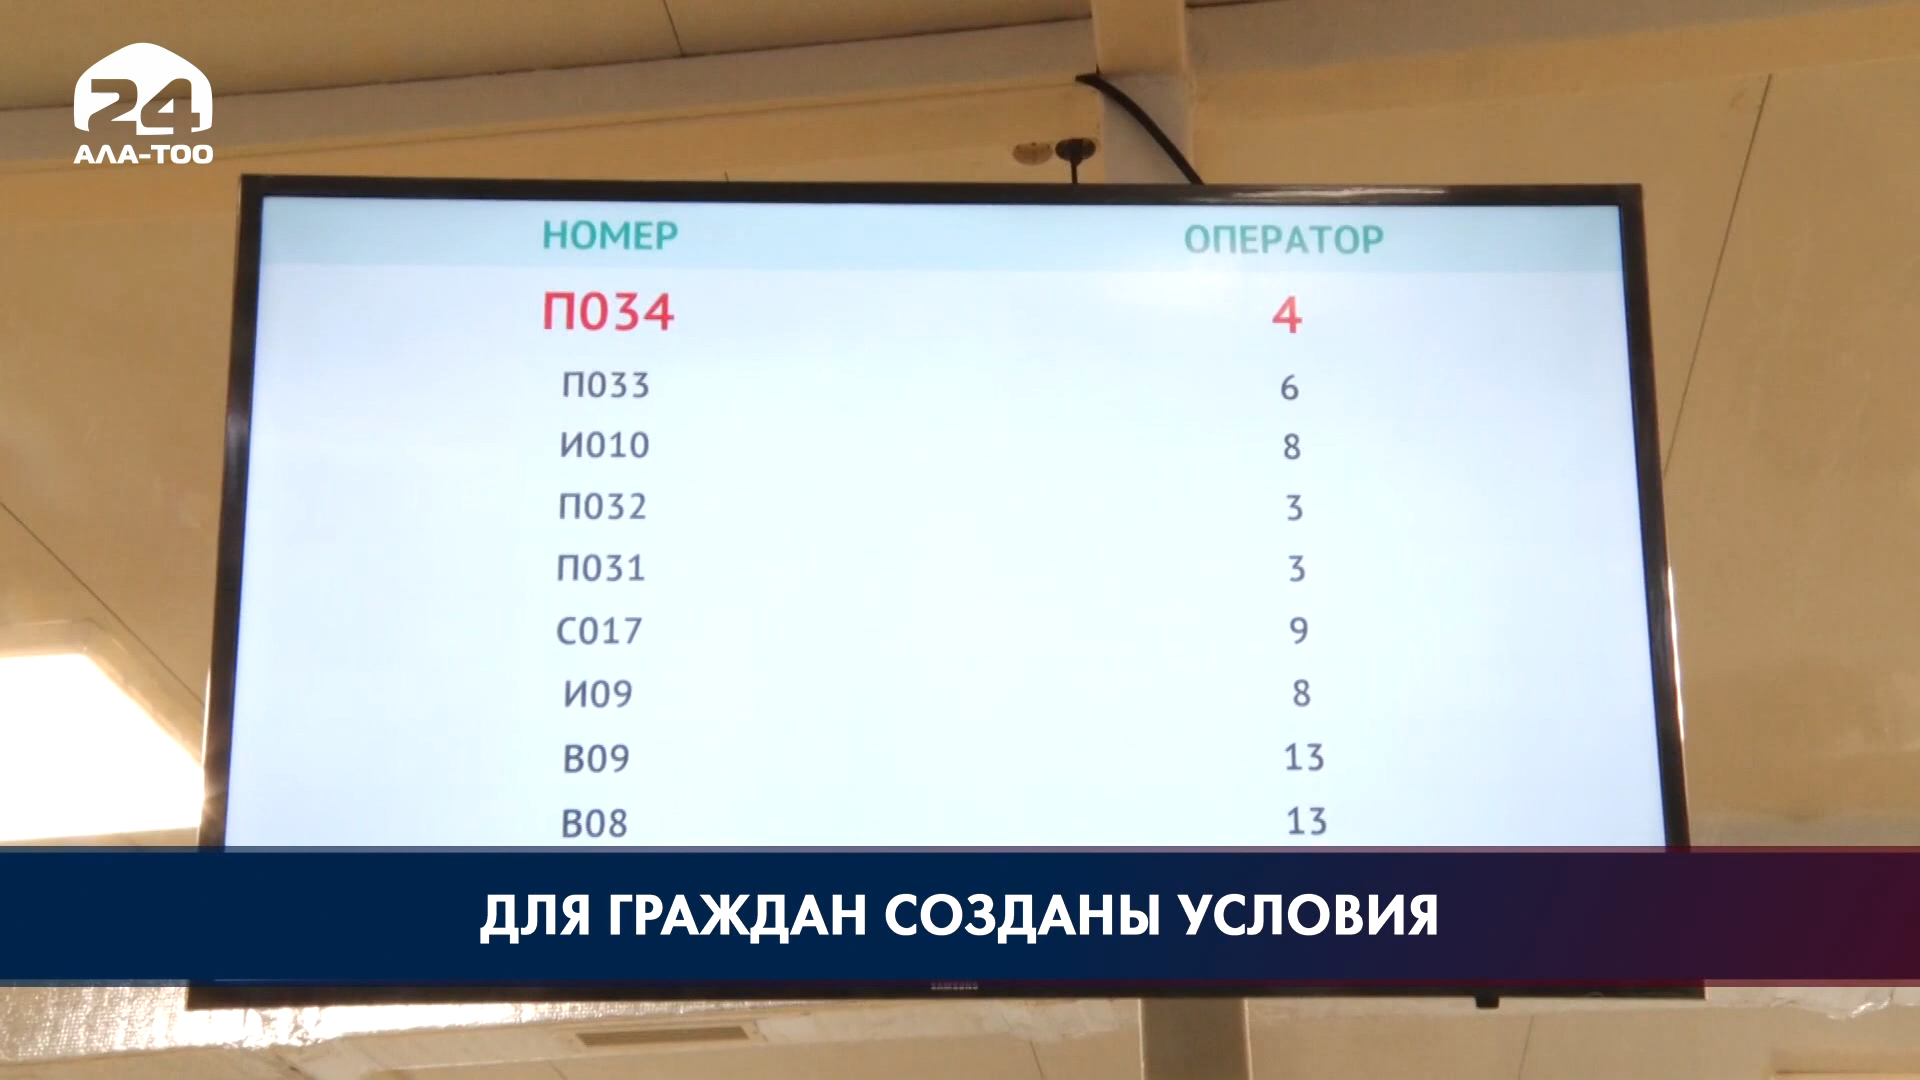 24
АЛА-ТОО
НОМЕР ОПЕРАТОР
П034 4
П033 6
И010 8
П032 3
П031 3
С017 9
И09 8
В09 13
В08 13
ДЛЯ ГРАЖДАН СОЗДАНЫ УСЛОВИЯ
SAMSUNG